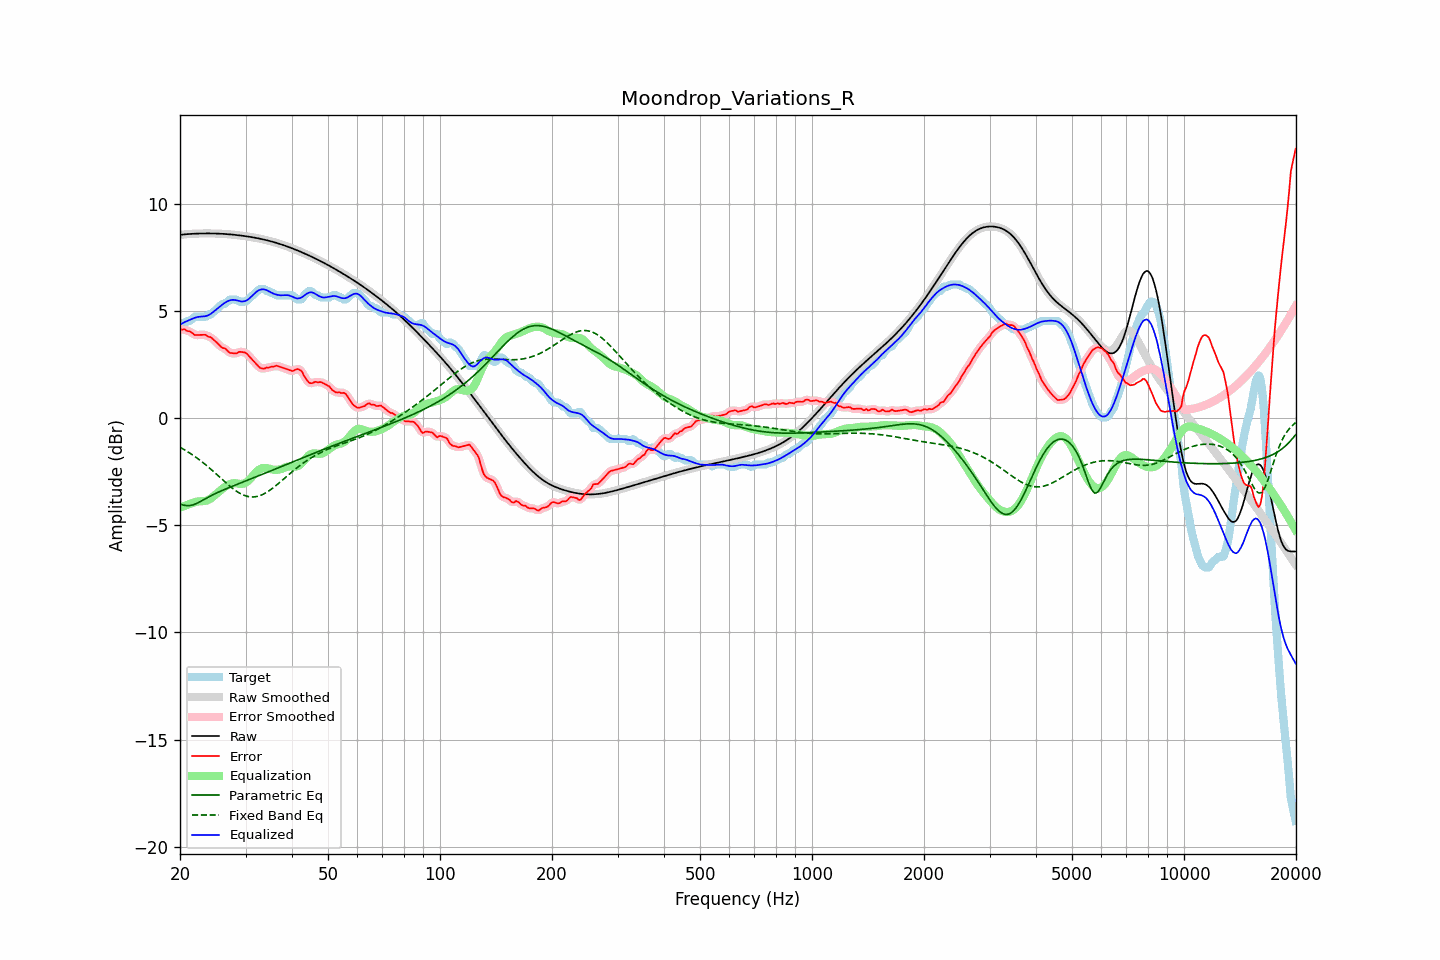 Moondrop_Variations_R
Amplitude (dBr)
10
5
0
−5
−10
−15
−20
Target
Raw Smoothed
Error Smoothed
Raw
Error
Equalization
Parametric Eq
Fixed Band Eq
Equalized
20 50 100 200 500 1000 2000 5000 10000 20000
Frequency (Hz)